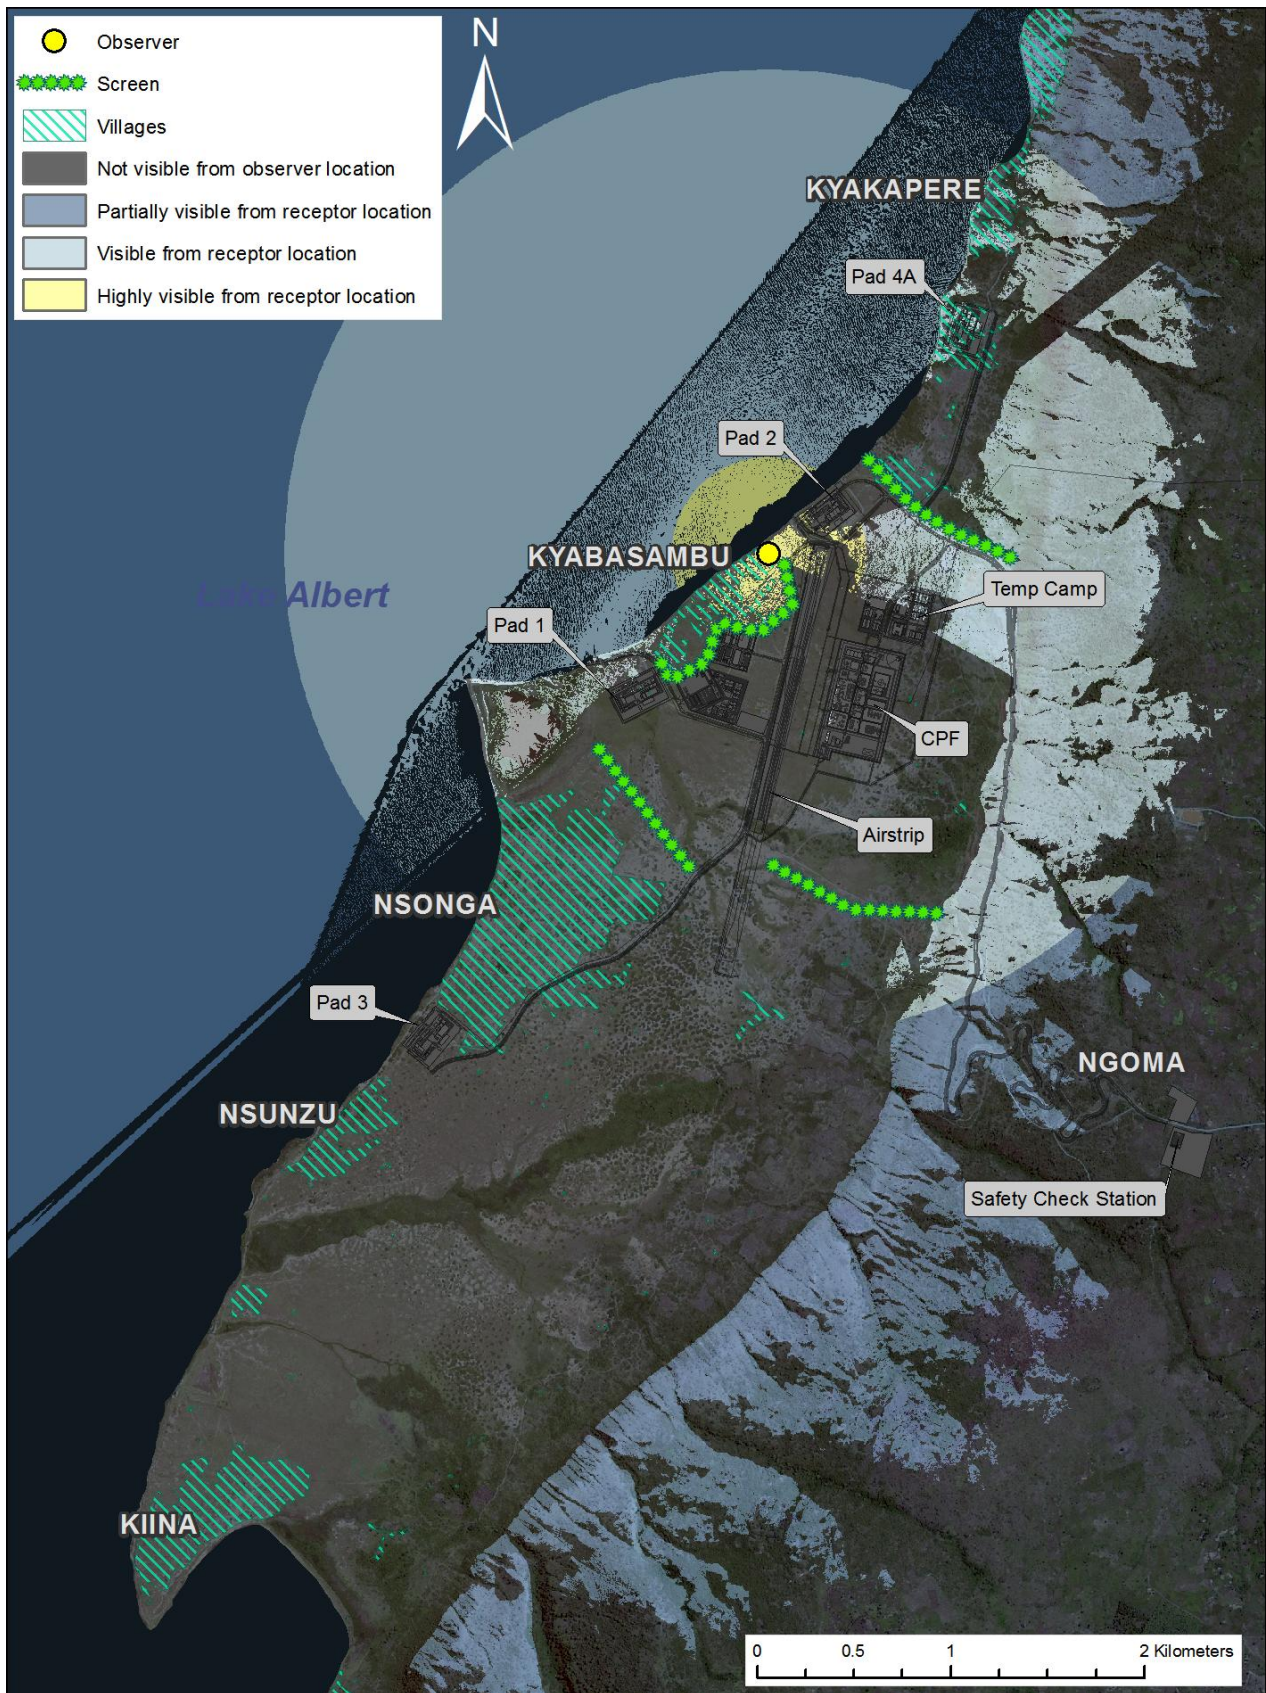 Observer
Screen
Villages
Not visible from observer location
Partially visible from receptor location
Visible from receptor location
Highly visible from receptor location
N
KYAKAPERE
Pad 4A
Pad 2
KYABASAMBU
Lake Albert
Temp Camp
Pad 1
CPF
Airstrip
NSONGA
Pad 3
NGOMA
NSUNZU
Safety Check Station
KIINA
0 0.5 1 2 Kilometers